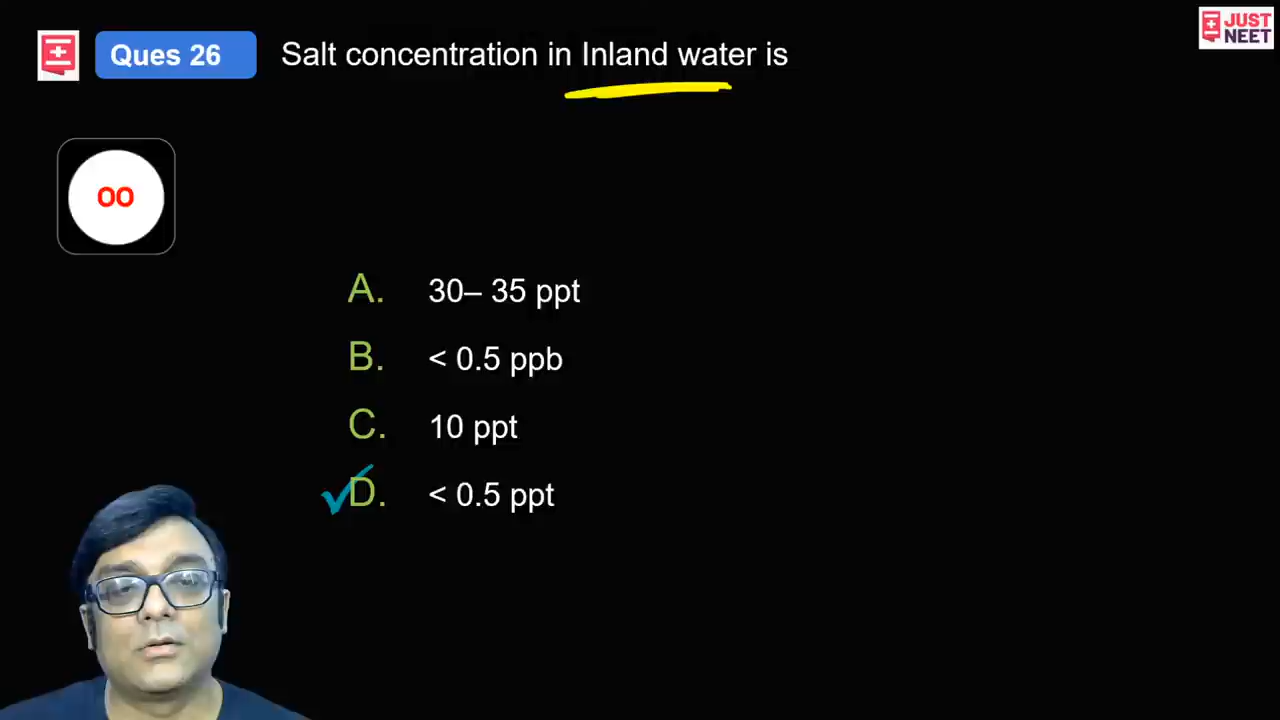 Ques 26 Salt concentration in Inland water is
JUST
NEET
00
A. 30– 35 ppt
B. < 0.5 ppb
C. 10 ppt
D. < 0.5 ppt